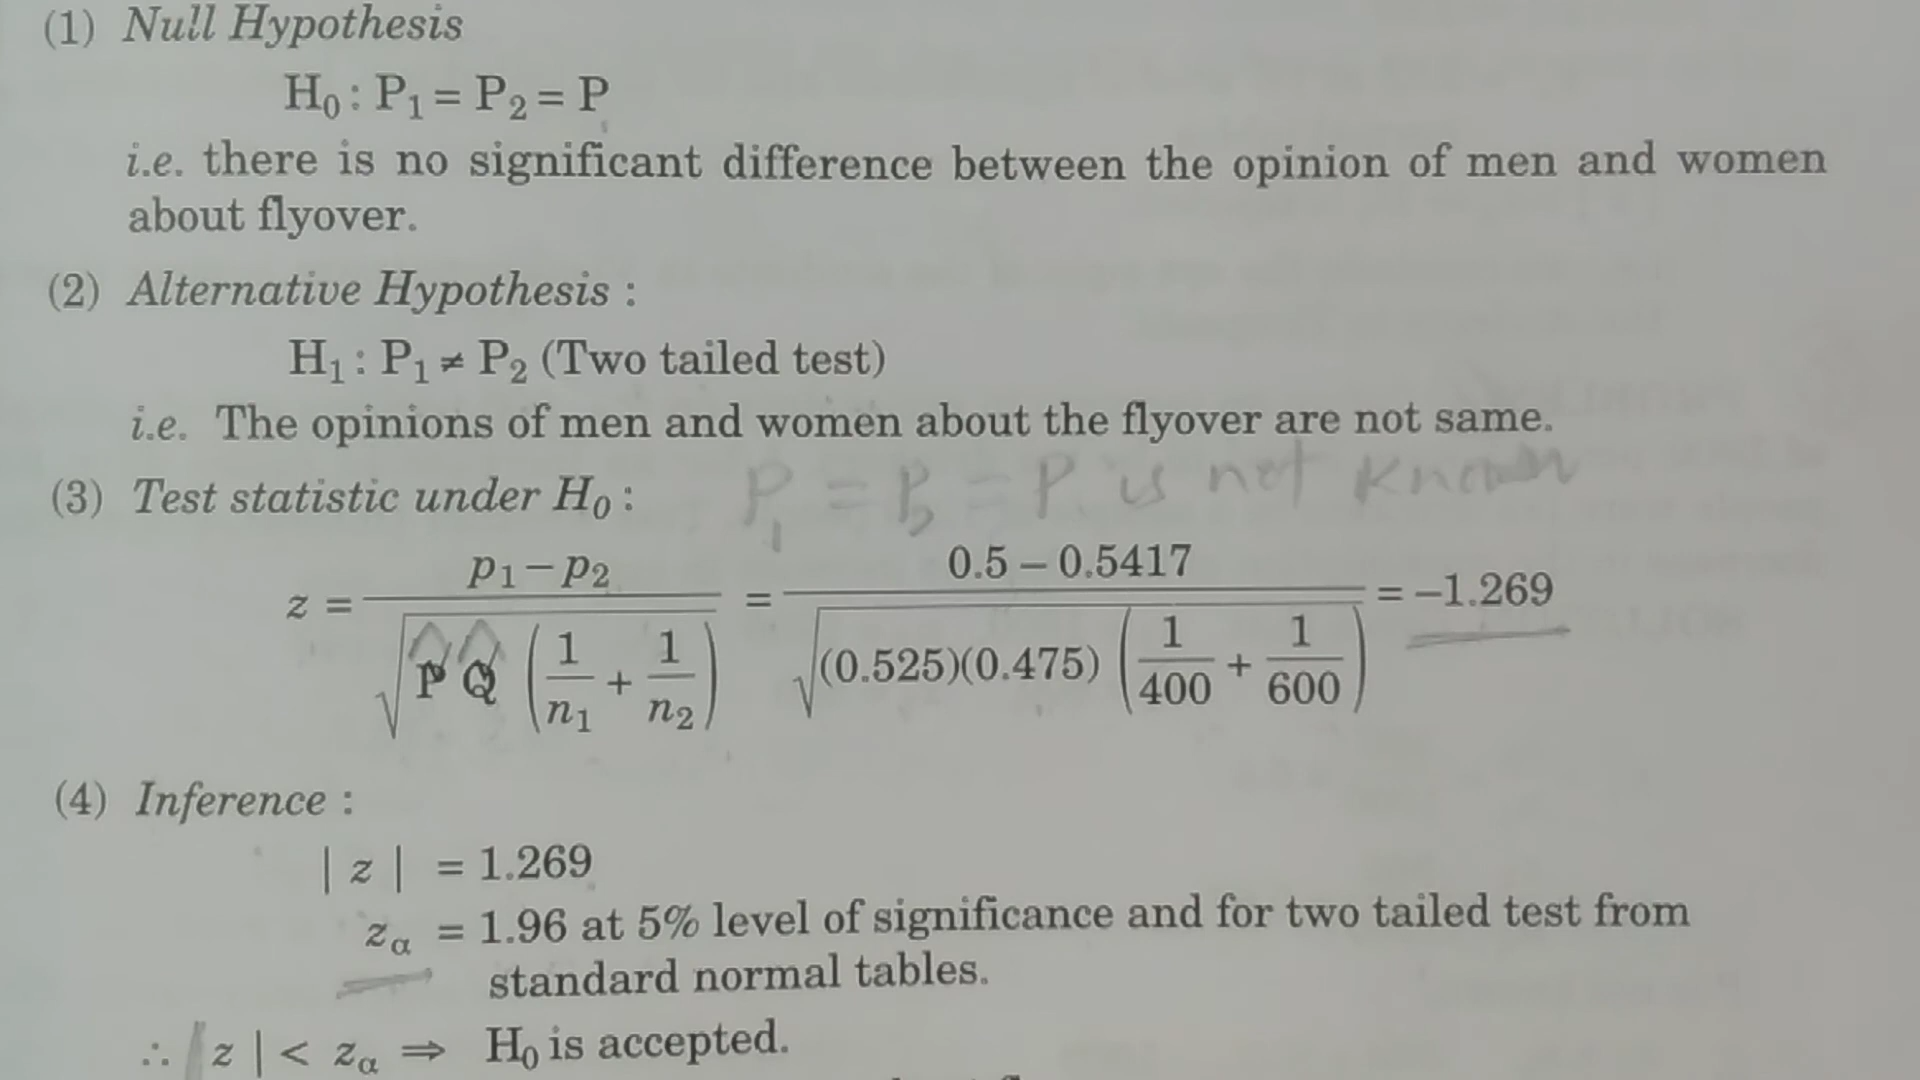 (1) Null Hypothesis
H₀ : P₁ = P₂ = P
i.e. there is no significant difference between the opinion of men and women
about flyover.
(2) Alternative Hypothesis :
H₁ : P₁ ≠ P₂ (Two tailed test)
i.e. The opinions of men and women about the flyover are not same.
P₁ = P₂ = P is not known
(3) Test statistic under H₀ :
z = (p₁ − p₂) / √(P̂ Q̂ (1/n₁ + 1/n₂)) = (0.5 − 0.5417) / √((0.525)(0.475) (1/400 + 1/600)) = −1.269
(4) Inference :
| z | = 1.269
z_α = 1.96 at 5% level of significance and for two tailed test from
standard normal tables.
∴ | z | < z_α ⇒ H₀ is accepted.